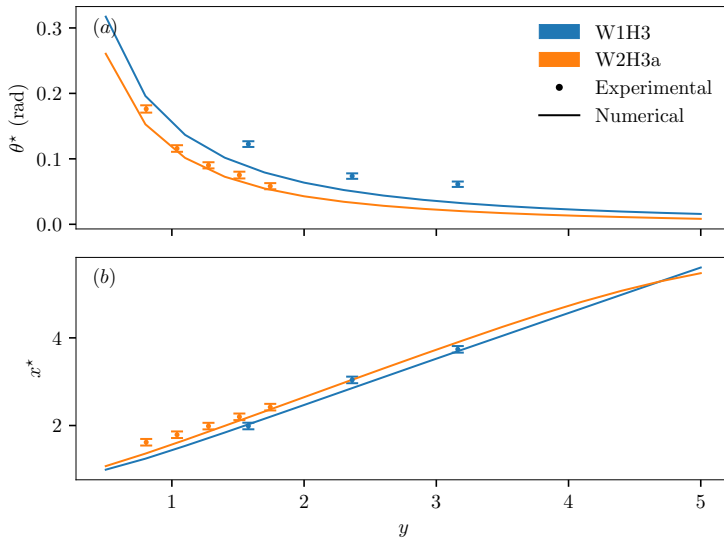 (a)
W1H3
W2H3a
Experimental
Numerical
θ⋆ (rad)
0.3
0.2
0.1
0.0
(b)
x⋆
4
2
1 2 3 4 5
y